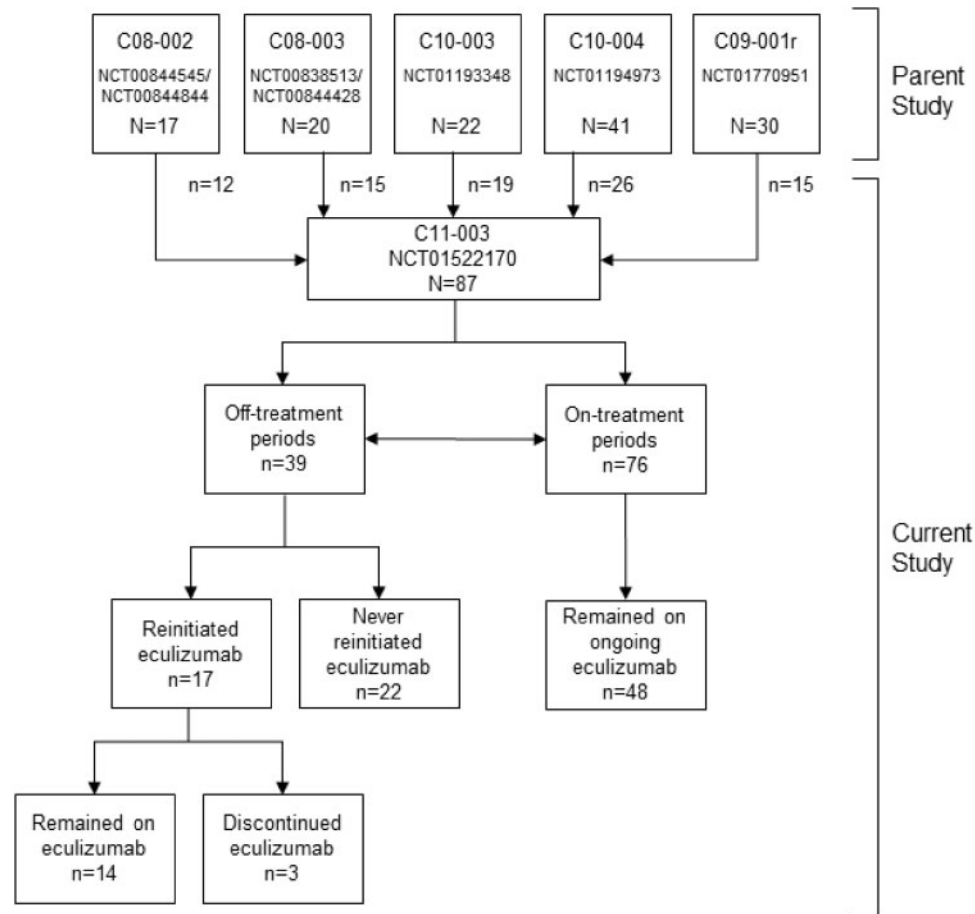 C08-002
NCT00844545/
NCT00844844
N=17
C08-003
NCT00838513/
NCT00844428
N=20
C10-003
NCT01193348
N=22
C10-004
NCT01194973
N=41
C09-001r
NCT01770951
N=30
Parent
Study
n=12
n=15
n=19
n=26
n=15
C11-003
NCT01522170
N=87
Off-treatment
periods
n=39
On-treatment
periods
n=76
Current
Study
Reinitiated
eculizumab
n=17
Never
reinitiated
eculizumab
n=22
Remained on
ongoing
eculizumab
n=48
Remained on
eculizumab
n=14
Discontinued
eculizumab
n=3